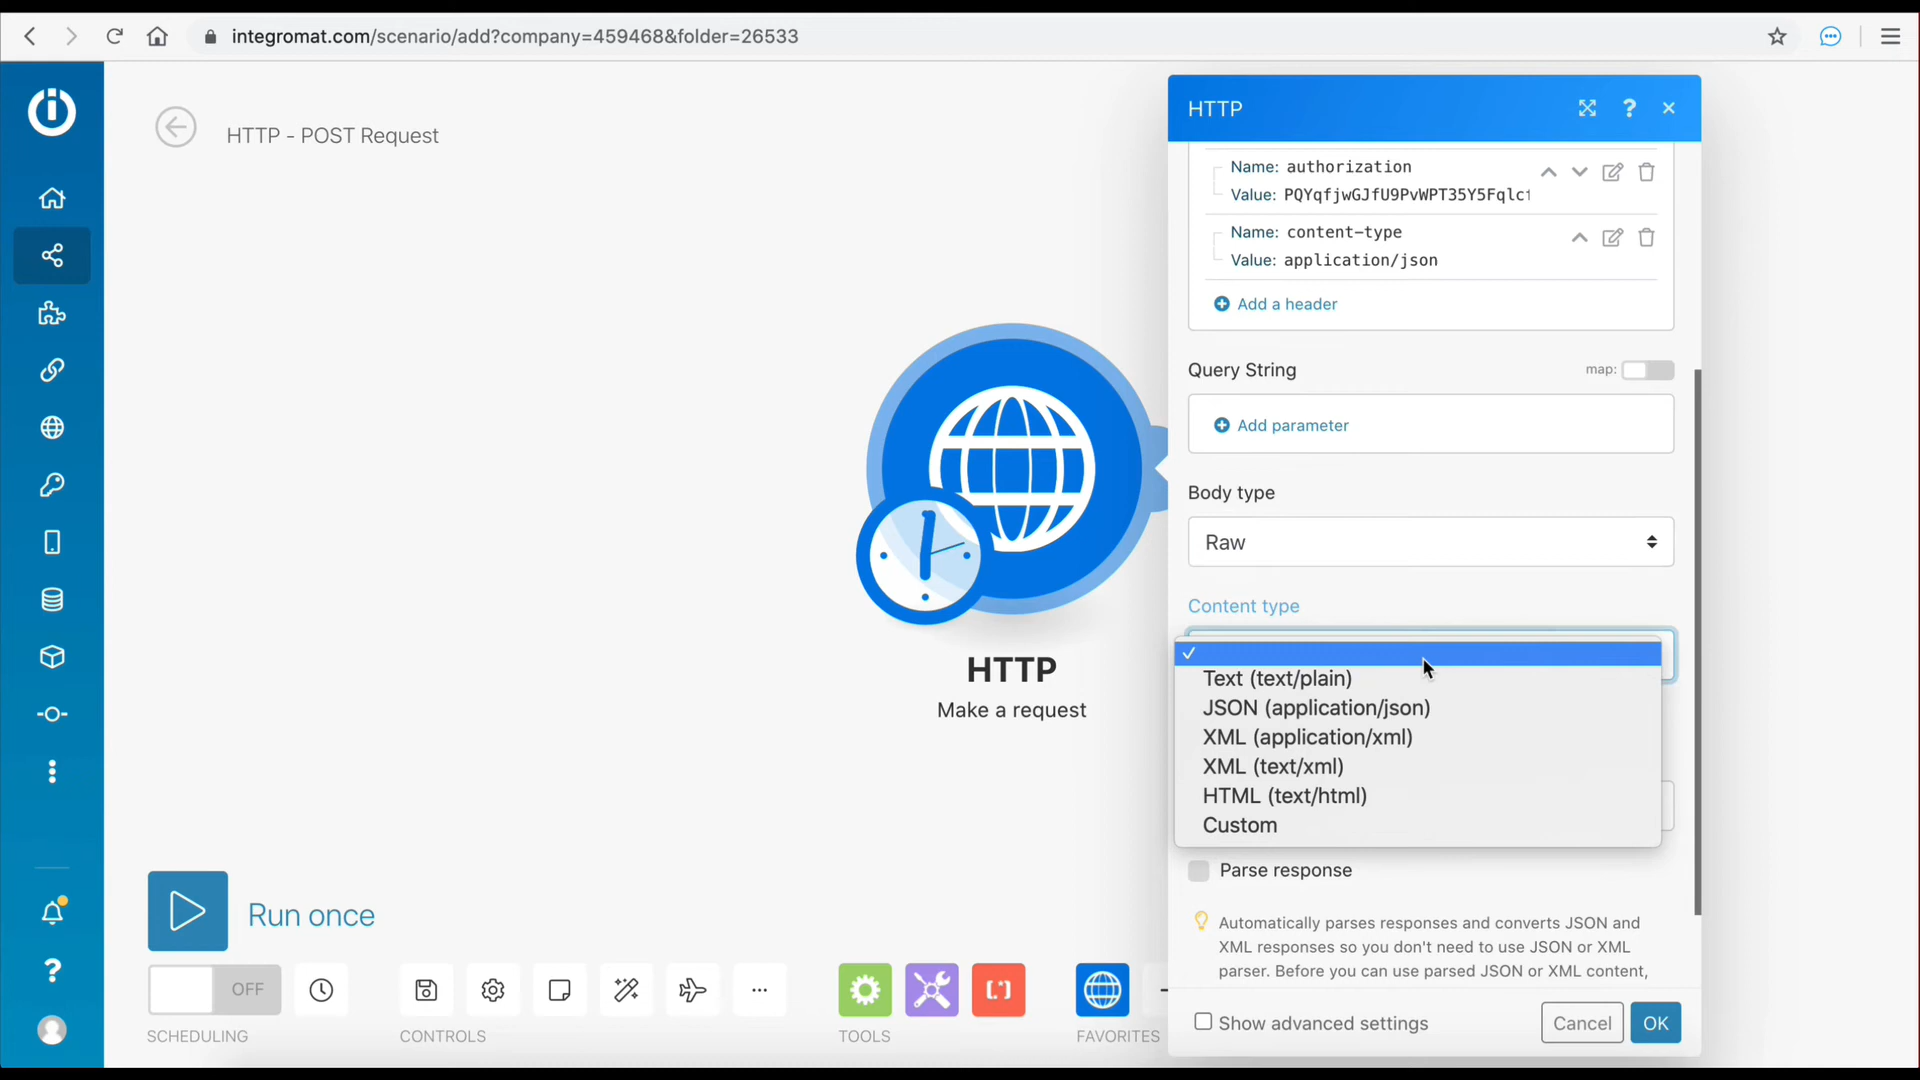 integromat.com/scenario/add?company=459468&folder=26533
HTTP - POST Request
HTTP
?
Name: authorization
Value: PQYqfjwGJfU9PvWPT35Y5Fqlc
Name: content-type
Value: application/json
Add a header
Query String
map:
Add parameter
Body type
Raw
Content type
Text (text/plain)
JSON (application/json)
XML (application/xml)
XML (text/xml)
HTML (text/html)
Custom
Parse response
Automatically parses responses and converts JSON and
XML responses so you don't need to use JSON or XML
parser. Before you can use parsed JSON or XML content,
Show advanced settings
Cancel
OK
HTTP
Make a request
Run once
OFF
SCHEDULING
CONTROLS
TOOLS
FAVORITES